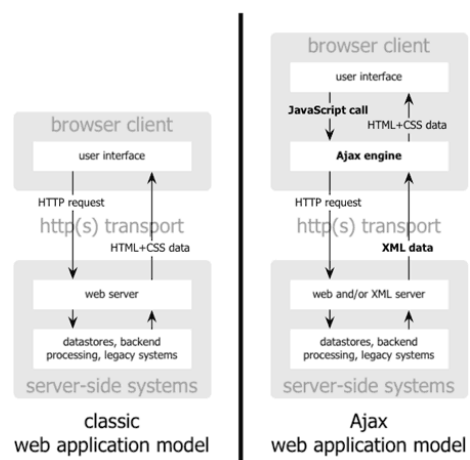 browser client
user interface
HTTP request
http(s) transport
HTML+CSS data
web server
datastores, backend
processing, legacy systems
server-side systems
classic
web application model
browser client
user interface
JavaScript call
HTML+CSS data
Ajax engine
HTTP request
http(s) transport
XML data
web and/or XML server
datastores, backend
processing, legacy systems
server-side systems
Ajax
web application model